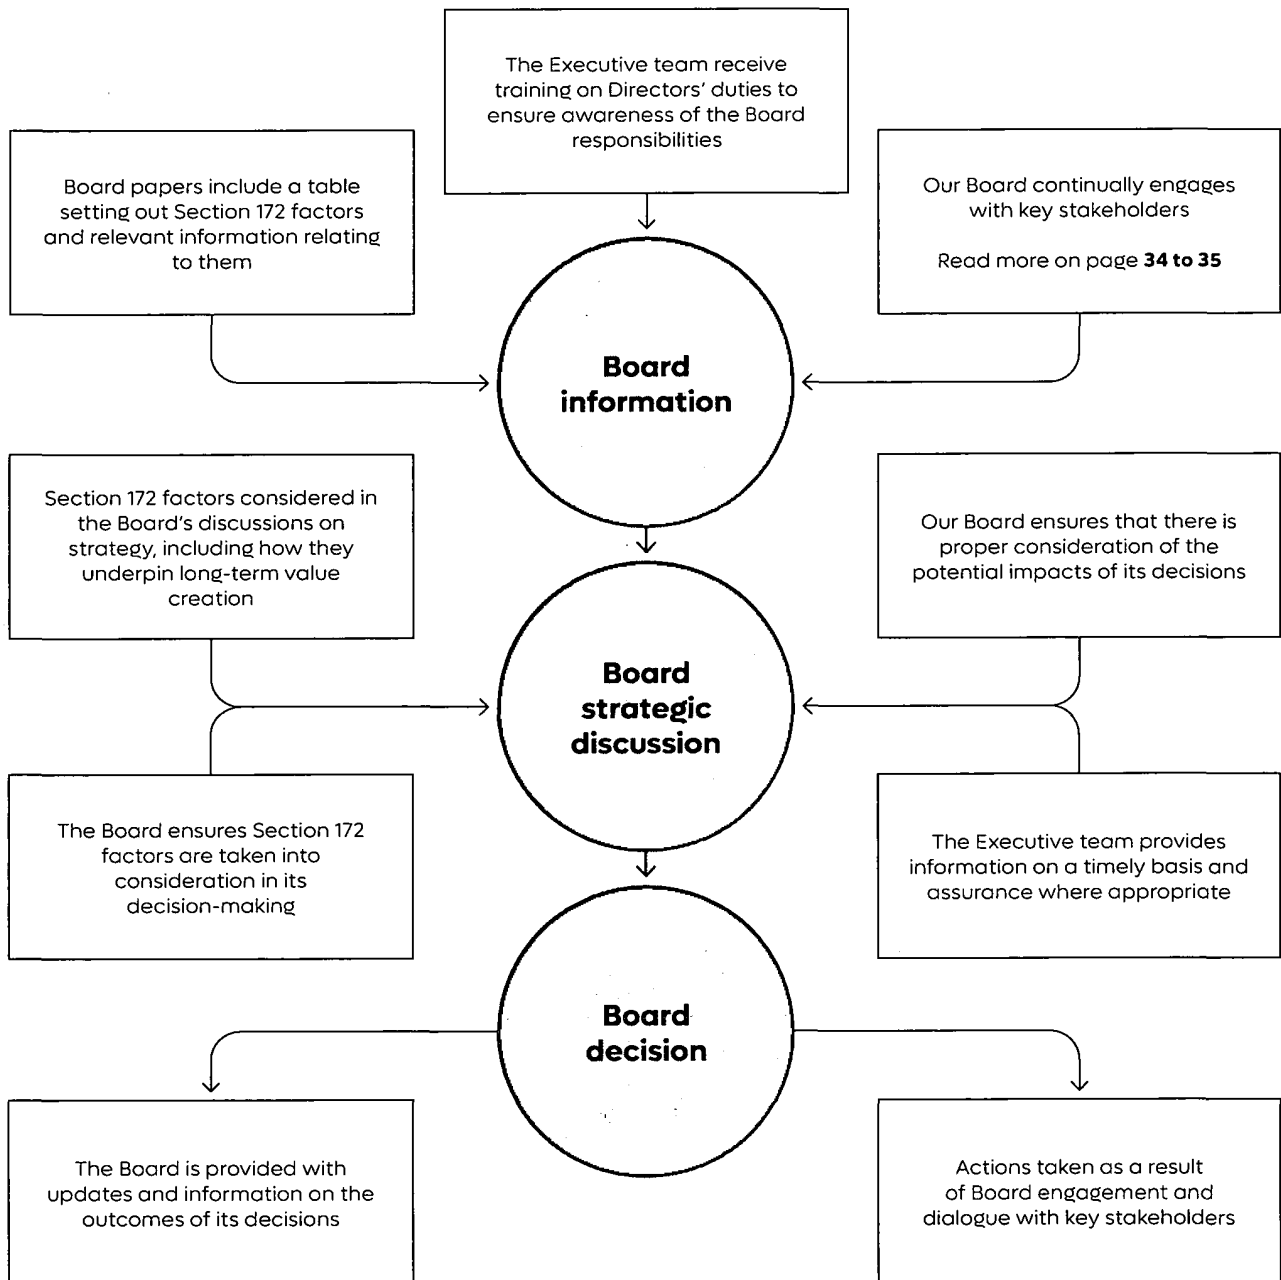 The Executive team receive
training on Directors' duties to
ensure awareness of the Board
responsibilities
Board papers include a table
setting out Section 172 factors
and relevant information relating
to them
Our Board continually engages
with key stakeholders
Read more on page 34 to 35
Board
information
Section 172 factors considered in
the Board's discussions on
strategy, including how they
underpin long-term value
creation
Our Board ensures that there is
proper consideration of the
potential impacts of its decisions
Board
strategic
discussion
The Board ensures Section 172
factors are taken into
consideration in its
decision-making
The Executive team provides
information on a timely basis and
assurance where appropriate
Board
decision
The Board is provided with
updates and information on the
outcomes of its decisions
Actions taken as a result
of Board engagement and
dialogue with key stakeholders